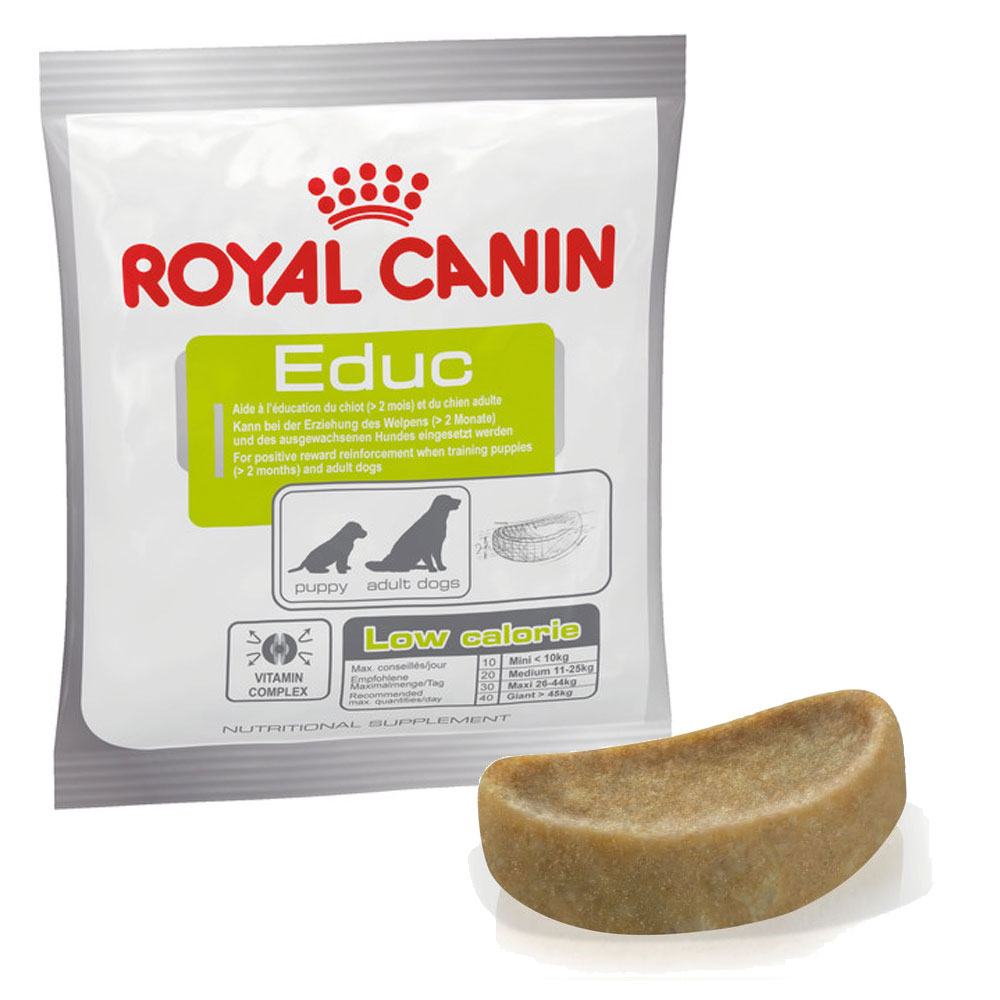 ROYAL CANIN
Educ
Aide à l'éducation du chiot (> 2 mois) et du chien adulte
Kann bei der Erziehung des Welpens (> 2 Monate)
und des ausgewachsenen Hundes eingesetzt werden
For positive reward reinforcement when training puppies
(> 2 months) and adult dogs
puppy adult dogs
VITAMIN
COMPLEX
Low calorie
Max. conseillés/jour
Empfohlene
Maximalmenge/Tag
Recommended
max. quantities/day
10 Mini < 10kg
20 Medium 11-25kg
30 Maxi 26-44kg
40 Giant > 45kg
NUTRITIONAL SUPPLEMENT